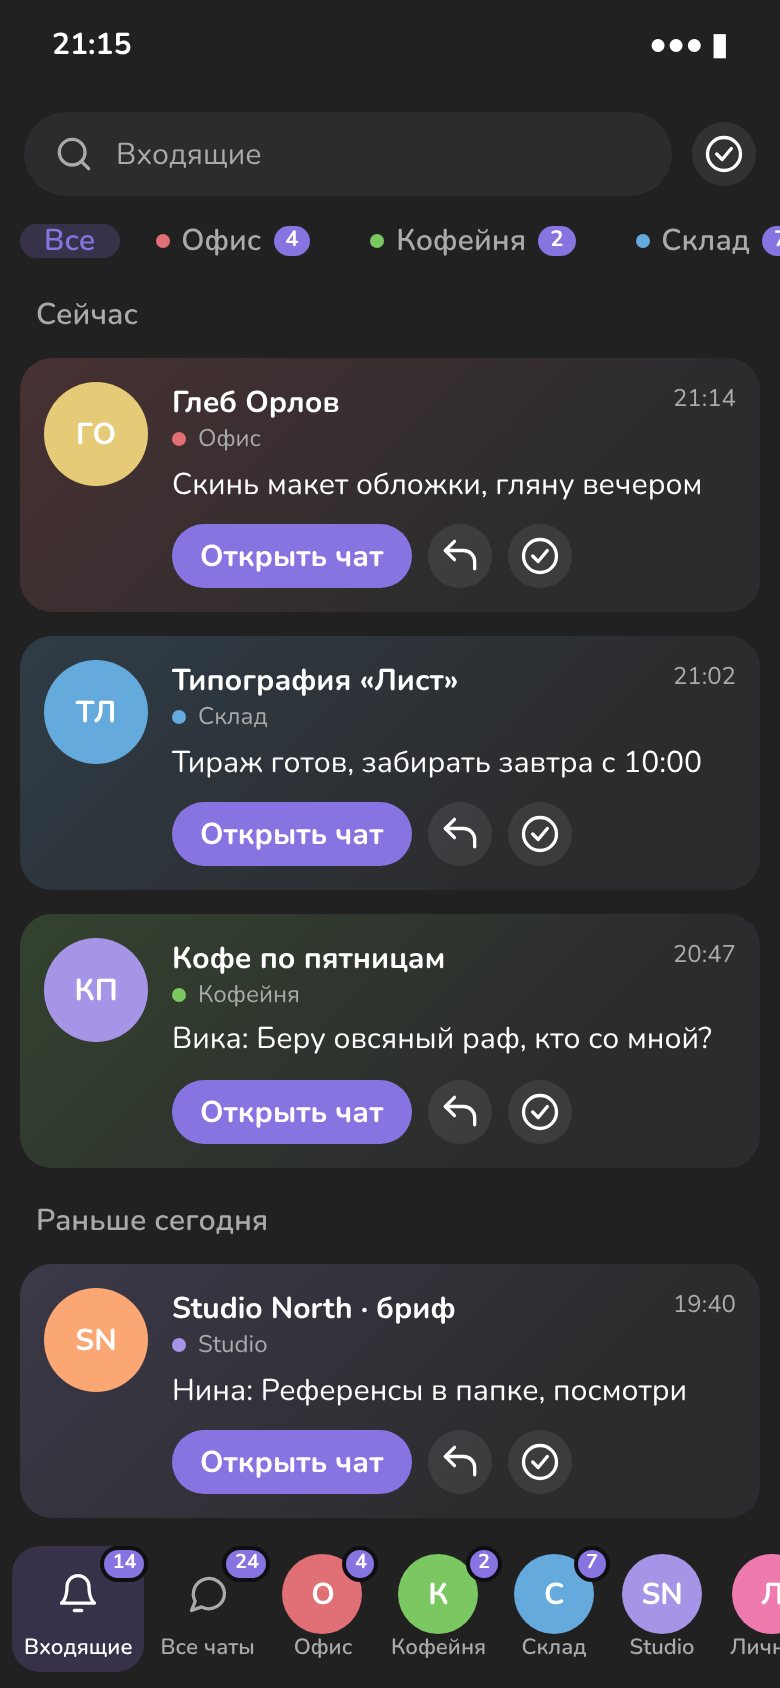 21:15
Входящие
Все
Офис 4
Кофейня 2
Склад 7
Сейчас
ГО
Глеб Орлов
21:14
Офис
Скинь макет обложки, гляну вечером
Открыть чат
ТЛ
Типография «Лист»
21:02
Склад
Тираж готов, забирать завтра с 10:00
Открыть чат
КП
Кофе по пятницам
20:47
Кофейня
Вика: Беру овсяный раф, кто со мной?
Открыть чат
Раньше сегодня
SN
Studio North · бриф
19:40
Studio
Нина: Референсы в папке, посмотри
Открыть чат
14
Входящие
24
Все чаты
О
4
Офис
К
2
Кофейня
С
7
Склад
SN
Studio
Л